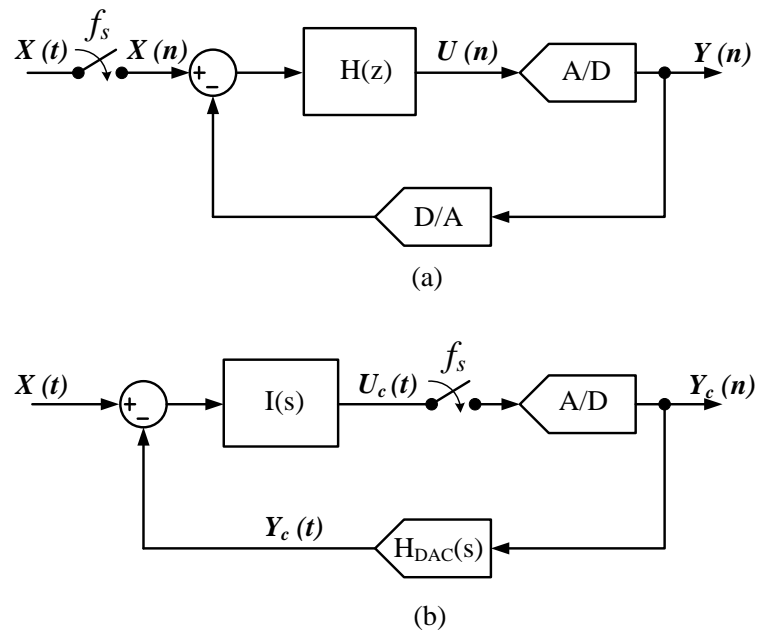 f_s
X (t) X (n) + − H(z) U (n) A/D Y (n)
D/A
(a)
f_s
X (t) + − I(s) U_c (t) A/D Y_c (n)
Y_c (t) H_DAC(s)
(b)